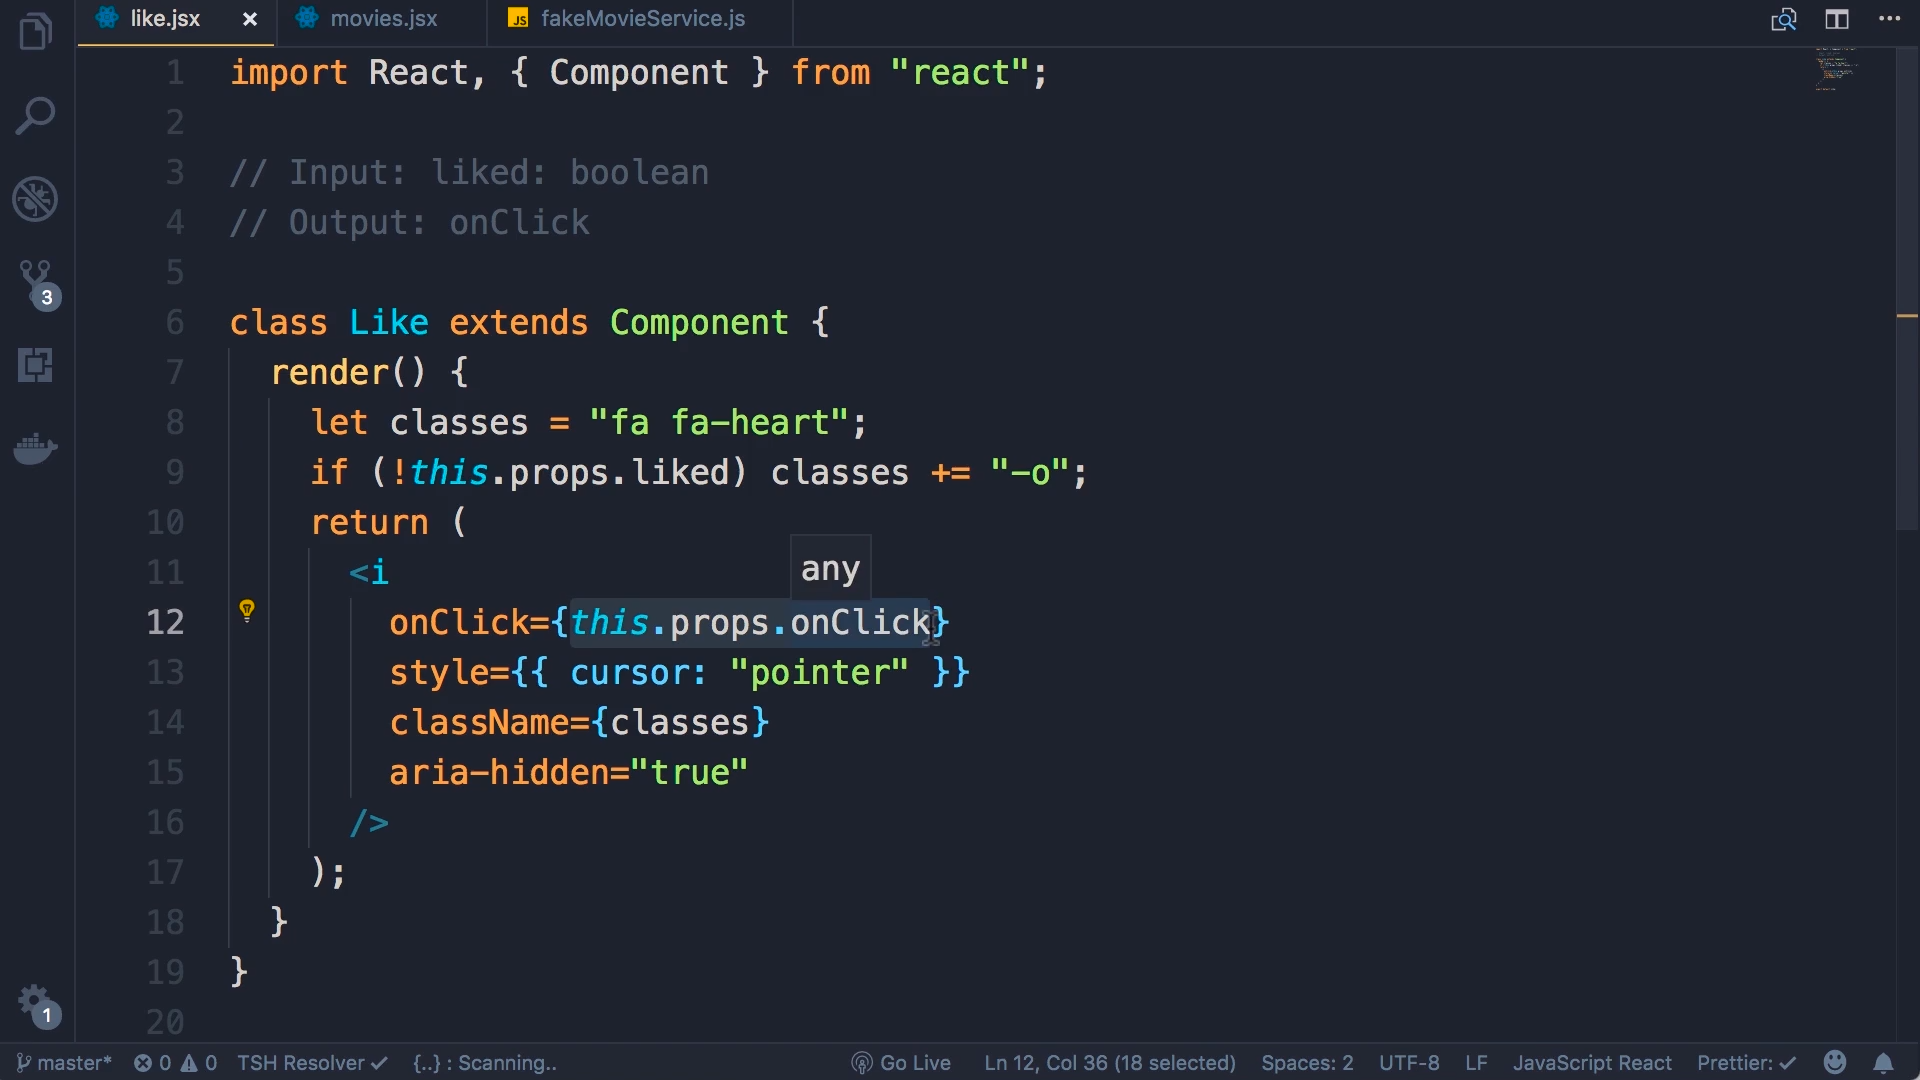 like.jsx × movies.jsx JS fakeMovieService.js
1 import React, { Component } from "react";
2
3 // Input: liked: boolean
4 // Output: onClick
5
6 class Like extends Component {
7 render() {
8 let classes = "fa fa-heart";
9 if (!this.props.liked) classes += "-o";
10 return (
11 <i
any
12 onClick={this.props.onClick}
13 style={{ cursor: "pointer" }}
14 className={classes}
15 aria-hidden="true"
16 />
17 );
18 }
19 }
20
3
1
master* 0 0 TSH Resolver ✓ {..} : Scanning.. Go Live Ln 12, Col 36 (18 selected) Spaces: 2 UTF-8 LF JavaScript React Prettier: ✓